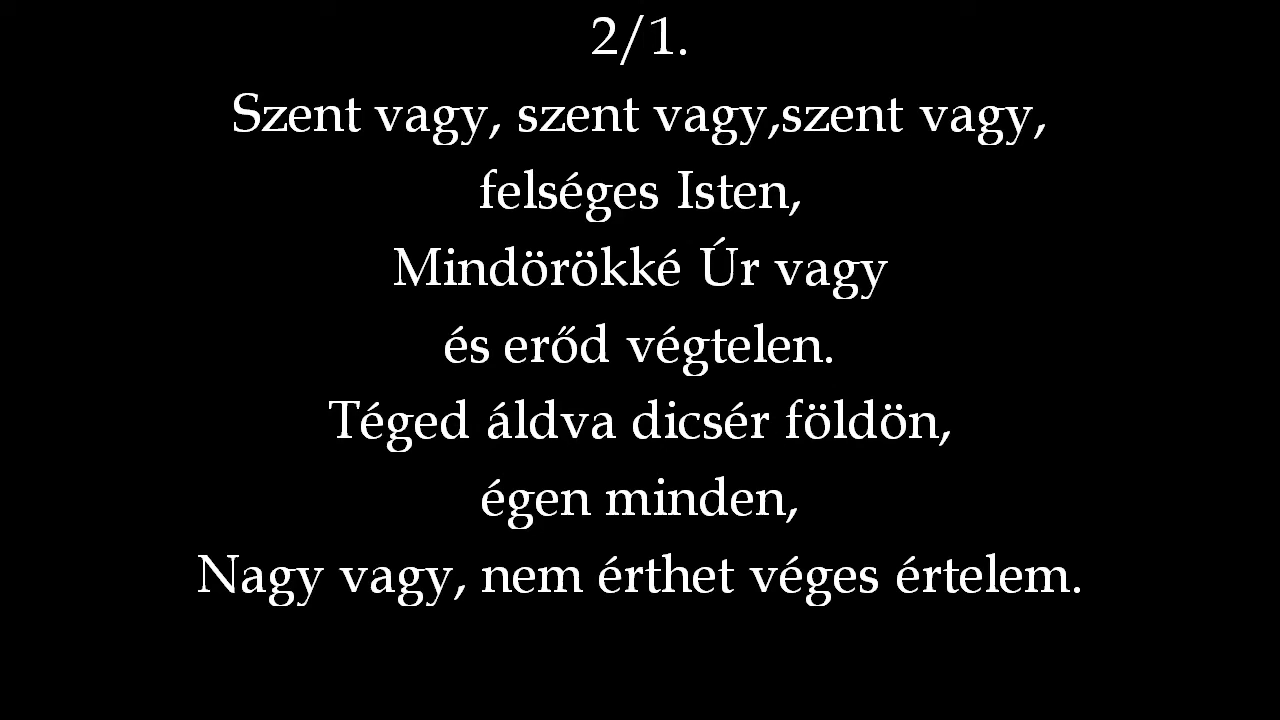 2/1.
Szent vagy, szent vagy,szent vagy,
felséges Isten,
Mindörökké Úr vagy
és erőd végtelen.
Téged áldva dicsér földön,
égen minden,
Nagy vagy, nem érthet véges értelem.